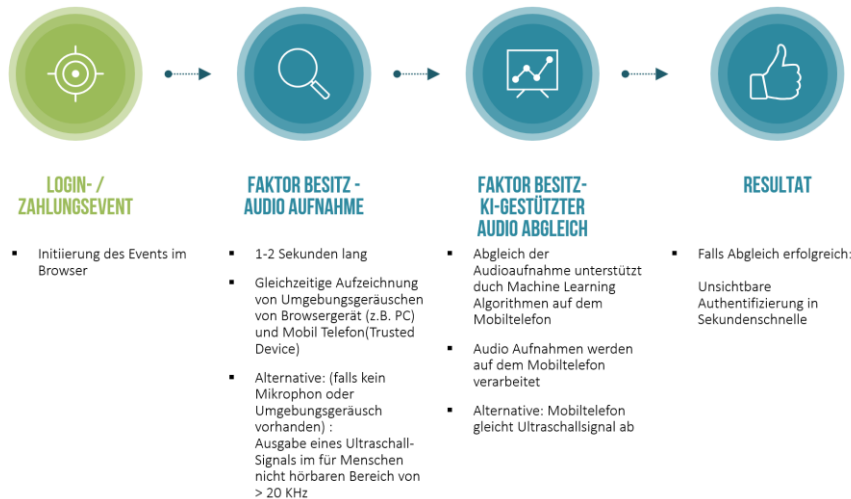 LOGIN- /
ZAHLUNGSEVENT
▪ Initiierung des Events im
Browser
FAKTOR BESITZ -
AUDIO AUFNAHME
▪ 1-2 Sekunden lang
▪ Gleichzeitige Aufzeichnung
von Umgebungsgeräuschen
von Browsergerät (z.B. PC)
und Mobil Telefon(Trusted
Device)
▪ Alternative: (falls kein
Mikrophon oder
Umgebungsgeräusch
vorhanden) :
Ausgabe eines Ultraschall-
Signals im für Menschen
nicht hörbaren Bereich von
> 20 KHz
FAKTOR BESITZ-
KI-GESTÜTZTER
AUDIO ABGLEICH
▪ Abgleich der
Audioaufnahme unterstützt
duch Machine Learning
Algorithmen auf dem
Mobiltelefon
▪ Audio Aufnahmen werden
auf dem Mobiltelefon
verarbeitet
▪ Alternative: Mobiltelefon
gleicht Ultraschallsignal ab
RESULTAT
▪ Falls Abgleich erfolgreich:
Unsichtbare
Authentifizierung in
Sekundenschnelle